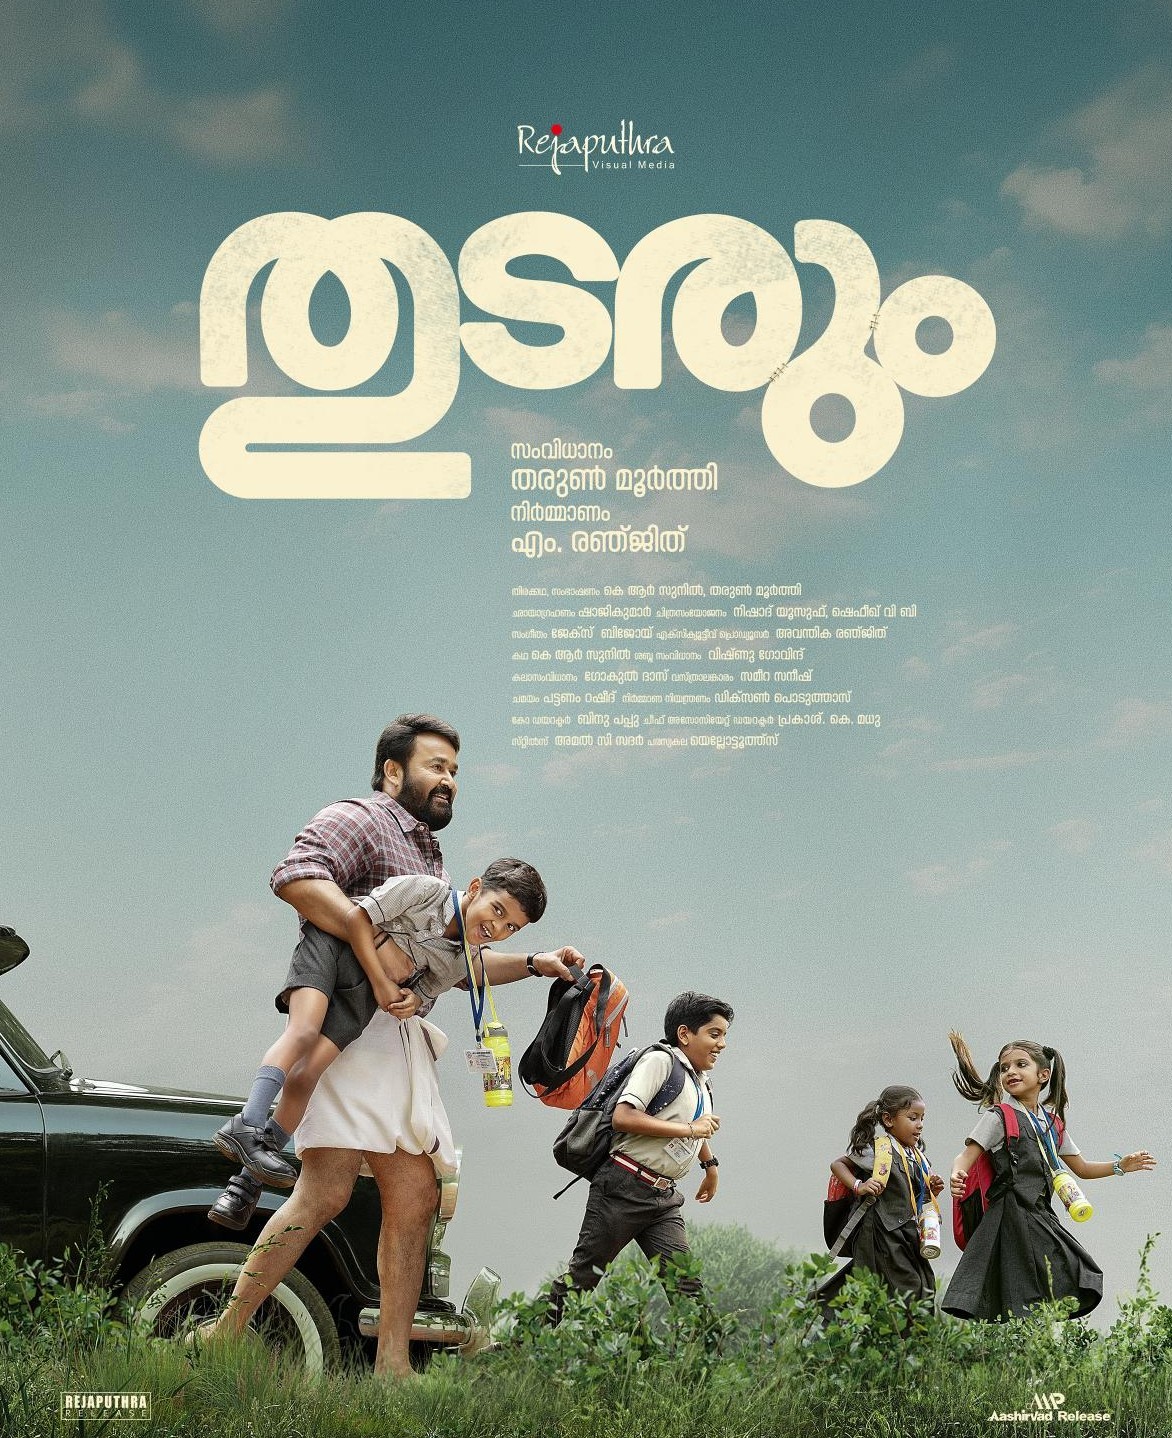 Rejaputhra
Visual Media
തുടരും
സംവിധാനം
തരുൺ മൂർത്തി
നിർമ്മാണം
എം. രഞ്ജിത്
തിരക്കഥ, സംഭാഷണം കെ ആർ സുനിൽ, തരുൺ മൂർത്തി
ഛായാഗ്രഹണം ഷാജികുമാർ ചിത്രസംയോജനം നിഷാദ് യൂസുഫ്, ഷെഫീഖ് വി ബി
സംഗീതം ജേക്സ് ബിജോയ് എക്സിക്യൂട്ടീവ് പ്രൊഡ്യൂസർ അവന്തിക രഞ്ജിത്
കഥ കെ ആർ സുനിൽ ശബ്ദ സംവിധാനം വിഷ്ണു ഗോവിന്ദ്
കലാസംവിധാനം ഗോകുൽ ദാസ് വസ്ത്രാലങ്കാരം സമീറ സനീഷ്
ചമയം പട്ടണം റഷീദ് നിർമ്മാണ നിയന്ത്രണം ഡിക്സൺ പൊടുത്താസ്
കോ ഡയറക്ടർ ബിനു പപ്പു ചീഫ് അസോസിയേറ്റ് ഡയറക്ടർ പ്രകാശ്. കെ. മധു
സ്റ്റിൽസ് അമൽ സി സദർ പരസ്യകല യെല്ലോടൂത്ത്സ്
REJAPUTHRA
RELEASE
Aashirvad Release